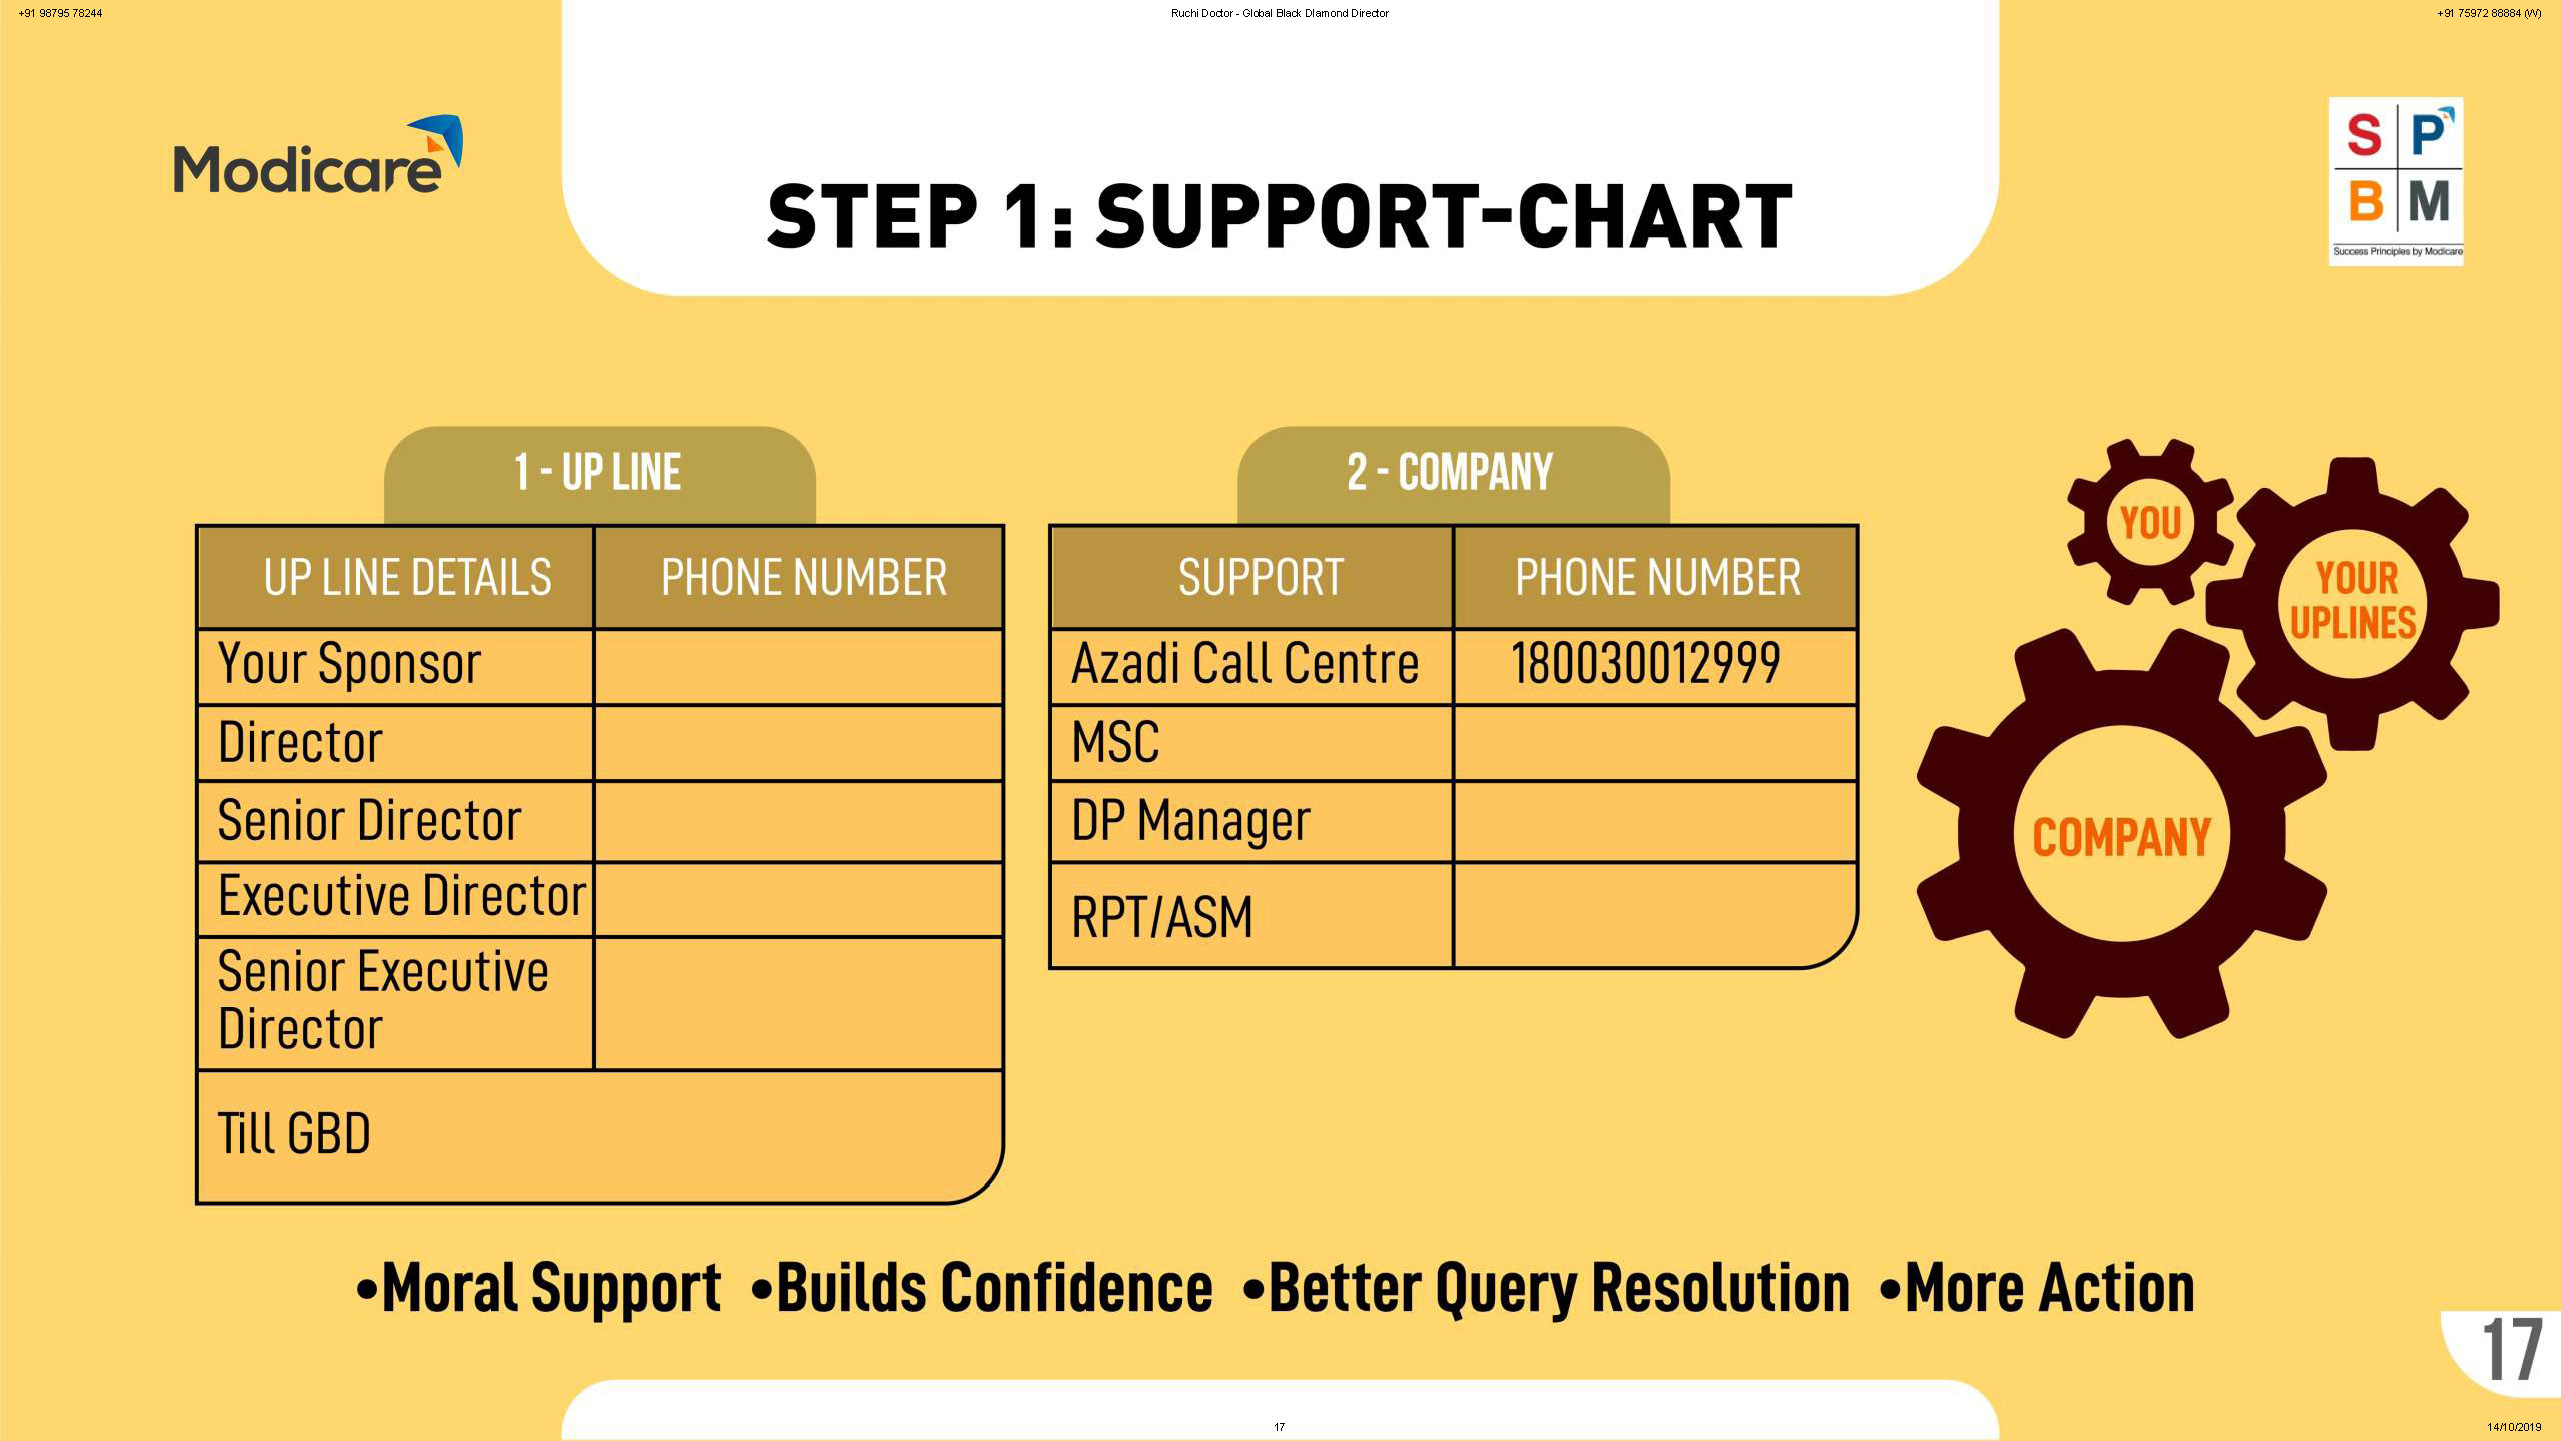 +91 98795 78244
Ruchi Doctor - Global Black DIamond Director
+91 75972 88884 (W)
Modicare
S P
B M
Success Principles by Modicare
STEP 1: SUPPORT-CHART
1 - UP LINE
UP LINE DETAILS PHONE NUMBER
Your Sponsor
Director
Senior Director
Executive Director
Senior Executive
Director
Till GBD
2 - COMPANY
SUPPORT PHONE NUMBER
Azadi Call Centre 180030012999
MSC
DP Manager
RPT/ASM
YOU
YOUR
UPLINES
COMPANY
•Moral Support •Builds Confidence •Better Query Resolution •More Action
17
17
14/10/2019